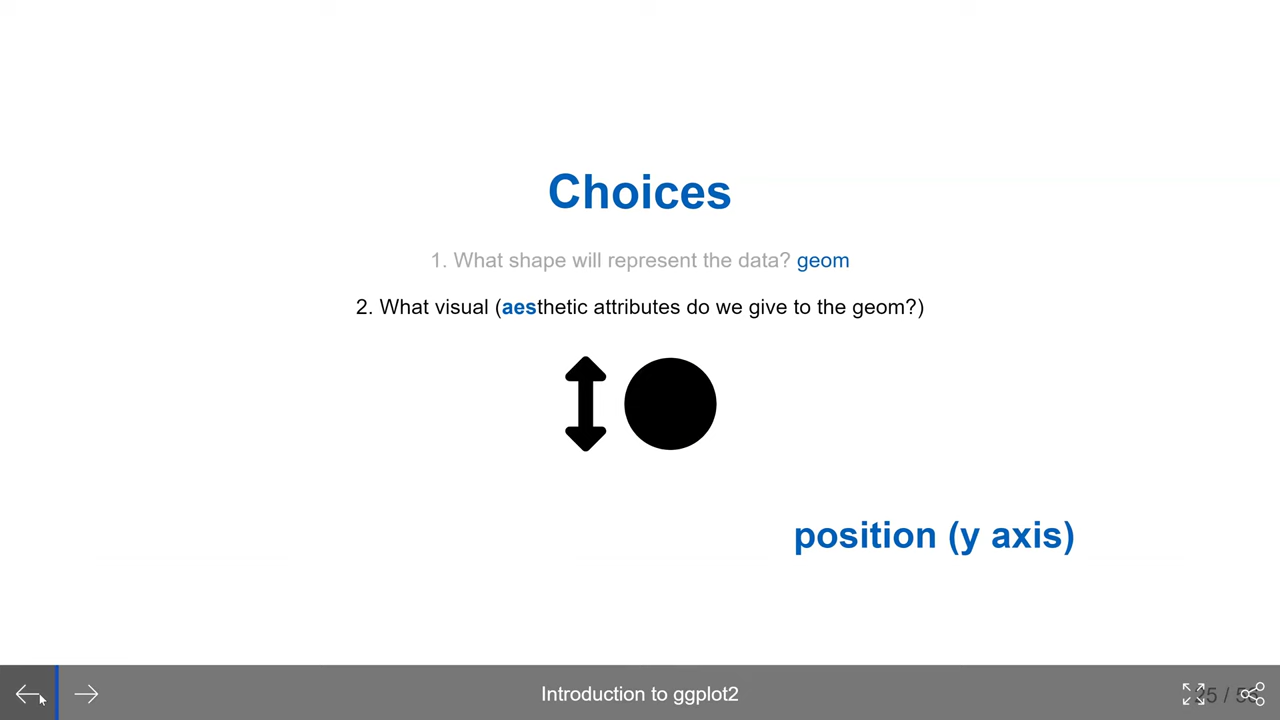 Choices
1. What shape will represent the data? geom
2. What visual (aesthetic attributes do we give to the geom?)
position (y axis)
Introduction to ggplot2